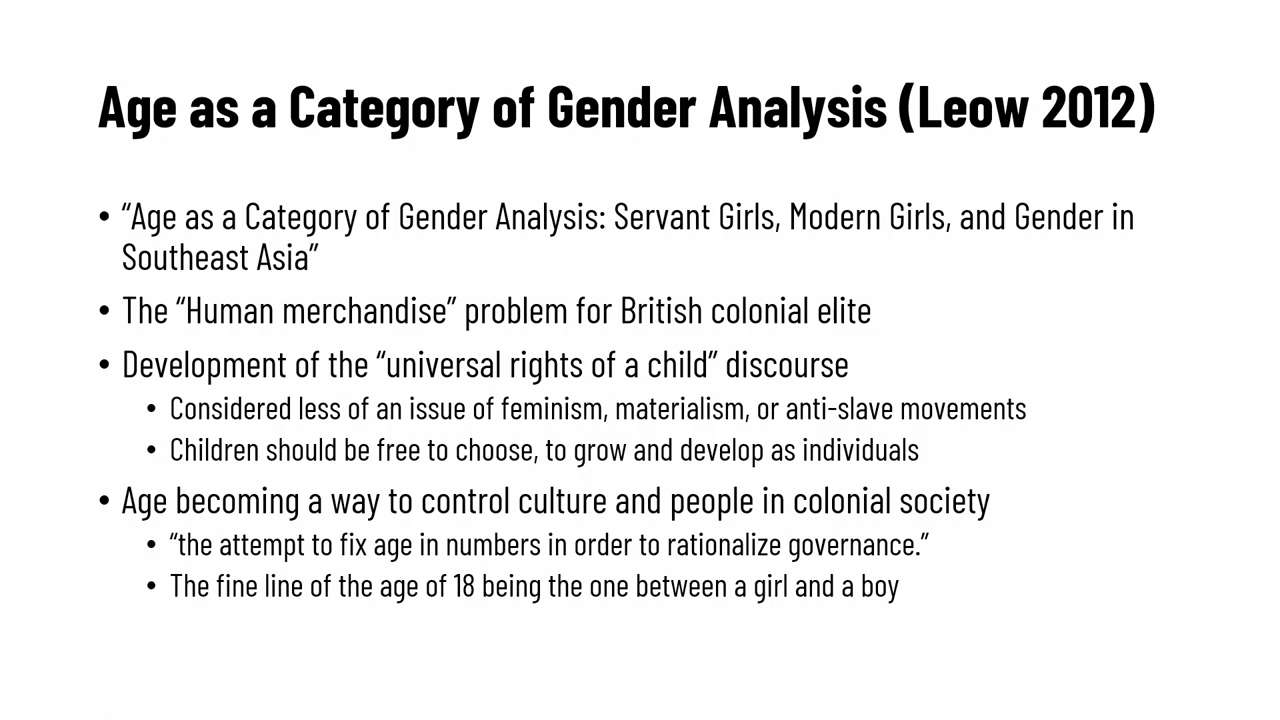 Age as a Category of Gender Analysis (Leow 2012)
• “Age as a Category of Gender Analysis: Servant Girls, Modern Girls, and Gender in
Southeast Asia”
• The “Human merchandise” problem for British colonial elite
• Development of the “universal rights of a child” discourse
• Considered less of an issue of feminism, materialism, or anti-slave movements
• Children should be free to choose, to grow and develop as individuals
• Age becoming a way to control culture and people in colonial society
• “the attempt to fix age in numbers in order to rationalize governance.”
• The fine line of the age of 18 being the one between a girl and a boy